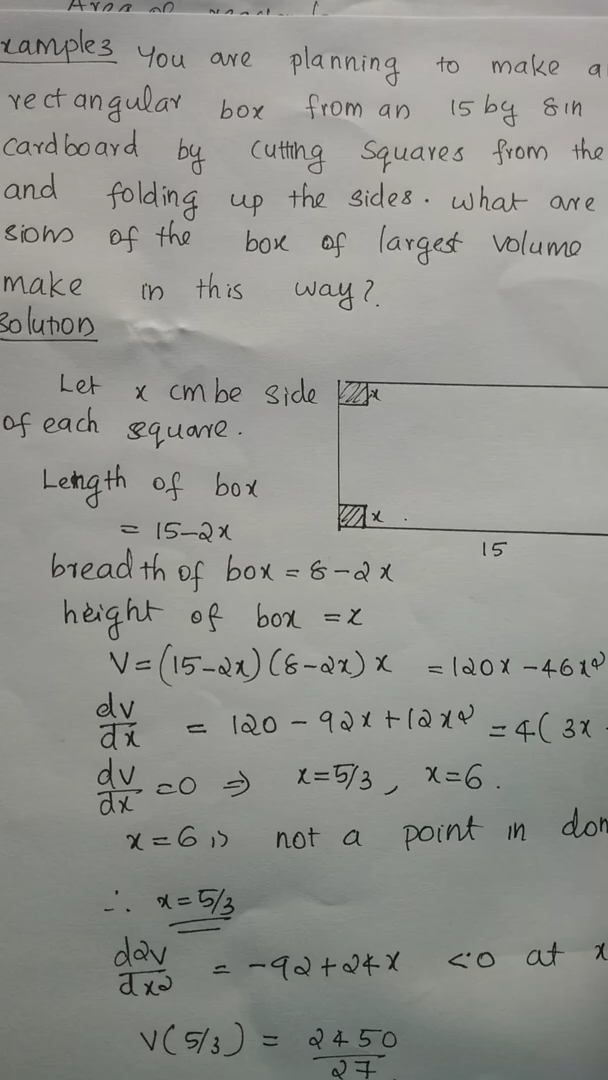 xample3 You are planning to make a
rectangular box from an 15 by 8in
cardboard by cutting squares from the
and folding up the sides. what are
sions of the box of largest volume
make in this way?
Solution
Let x cm be side
of each square.
x
x
15
Length of box
= 15-2x
breadth of box = 8-2x
height of box = x
V=(15-2x)(8-2x)x = 120x-46x²
dv/dx = 120-92x+12x² = 4(3x
dv/dx =0 ⇒ x=5/3, x=6.
x=6 is not a point in dom
∴ x=5/3
d2v/dx2 = -92+24x <0 at x
V(5/3) = 2450/27